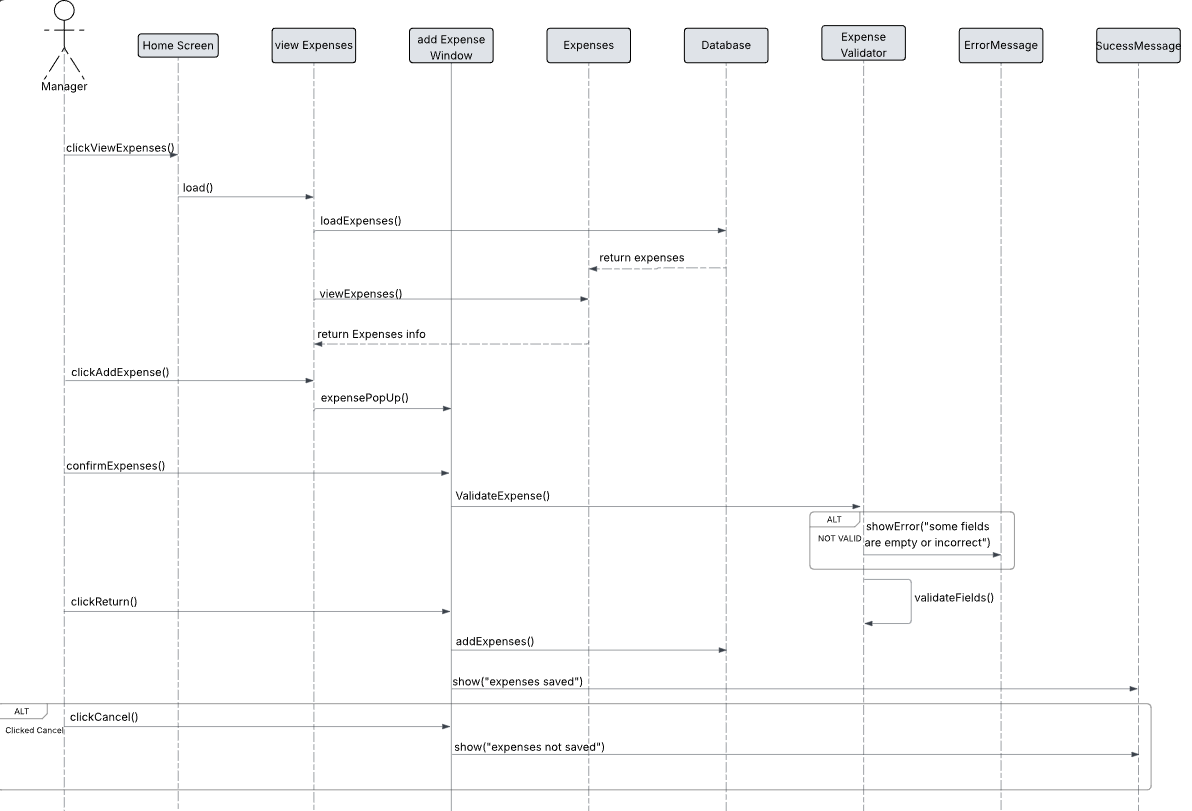 Manager
Home Screen
view Expenses
add Expense
Window
Expenses
Database
Expense
Validator
ErrorMessage
SucessMessage
clickViewExpenses()
load()
loadExpenses()
return expenses
viewExpenses()
return Expenses info
clickAddExpense()
expensePopUp()
confirmExpenses()
ValidateExpense()
ALT
NOT VALID
showError("some fields
are empty or incorrect")
validateFields()
clickReturn()
addExpenses()
show("expenses saved")
ALT
Clicked Cancel
clickCancel()
show("expenses not saved")